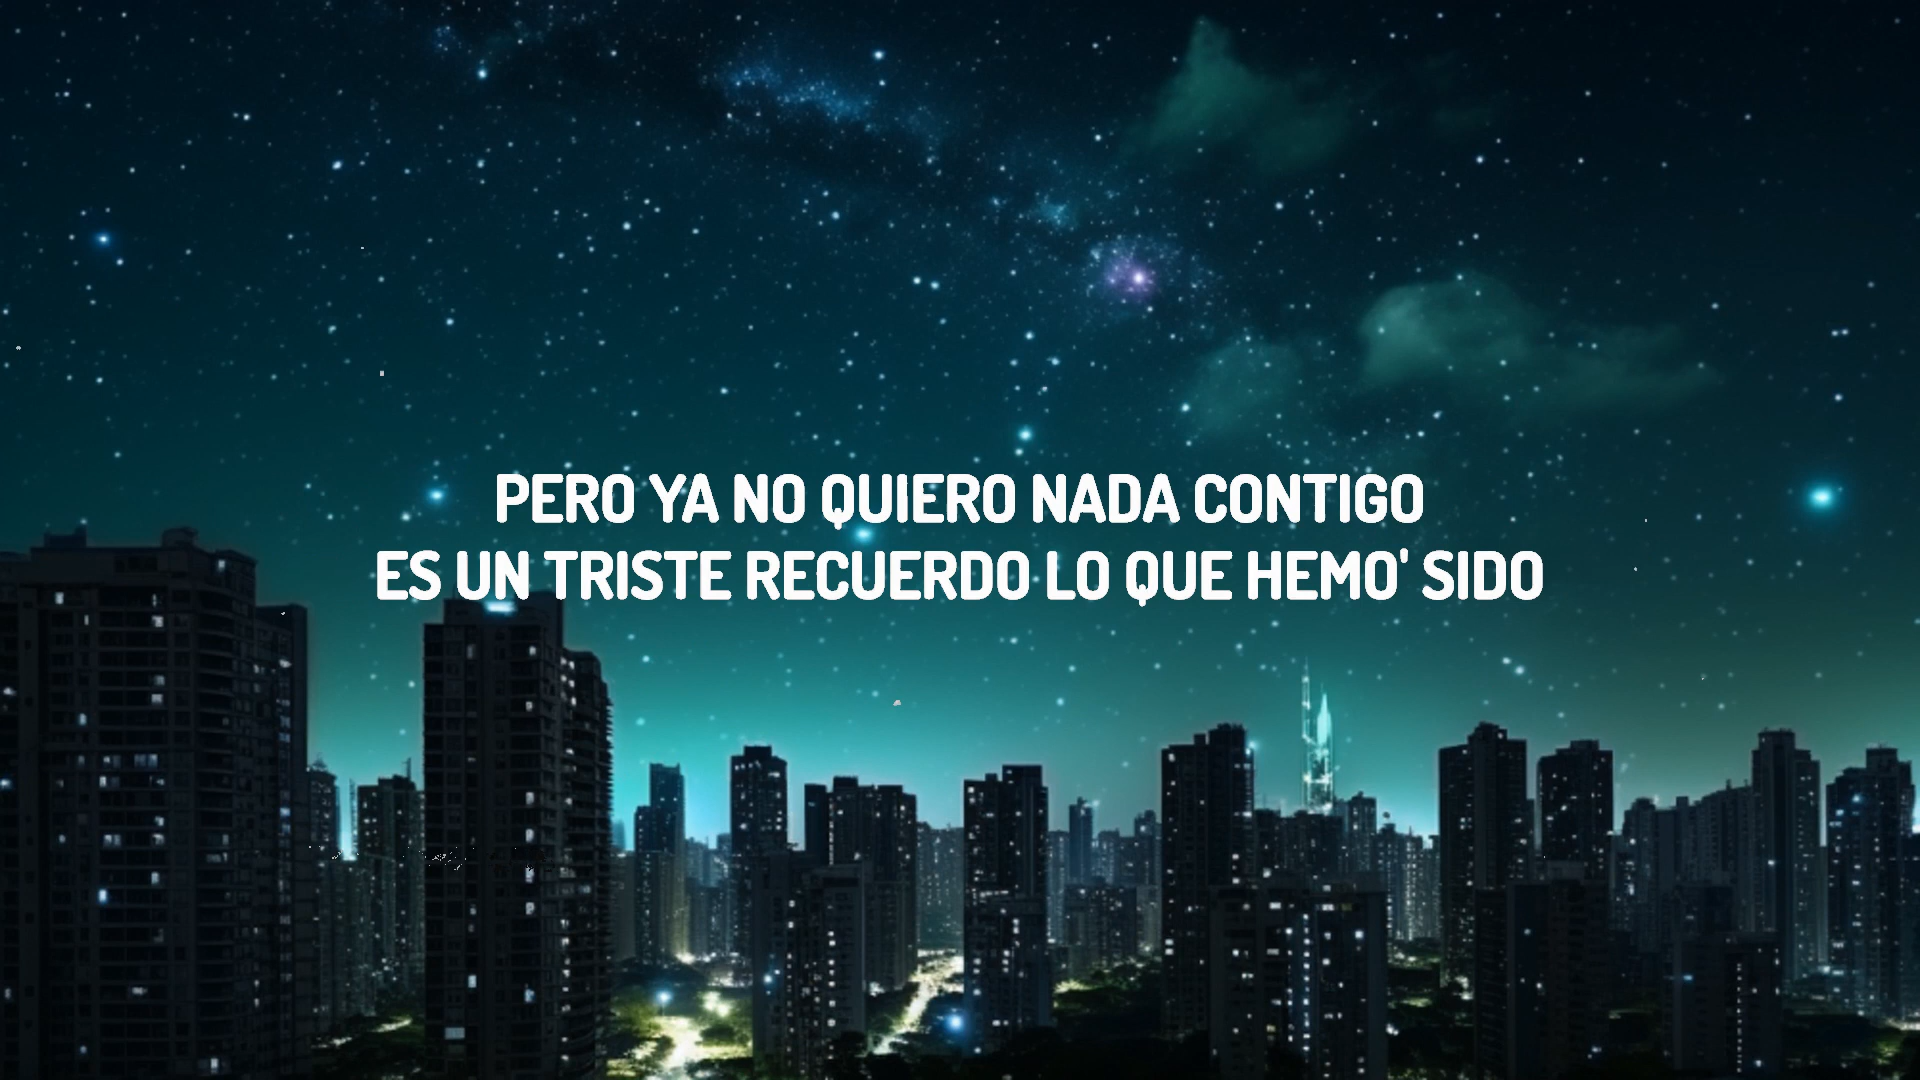 PERO YA NO QUIERO NADA CONTIGO
ES UN TRISTE RECUERDO LO QUE HEMO' SIDO